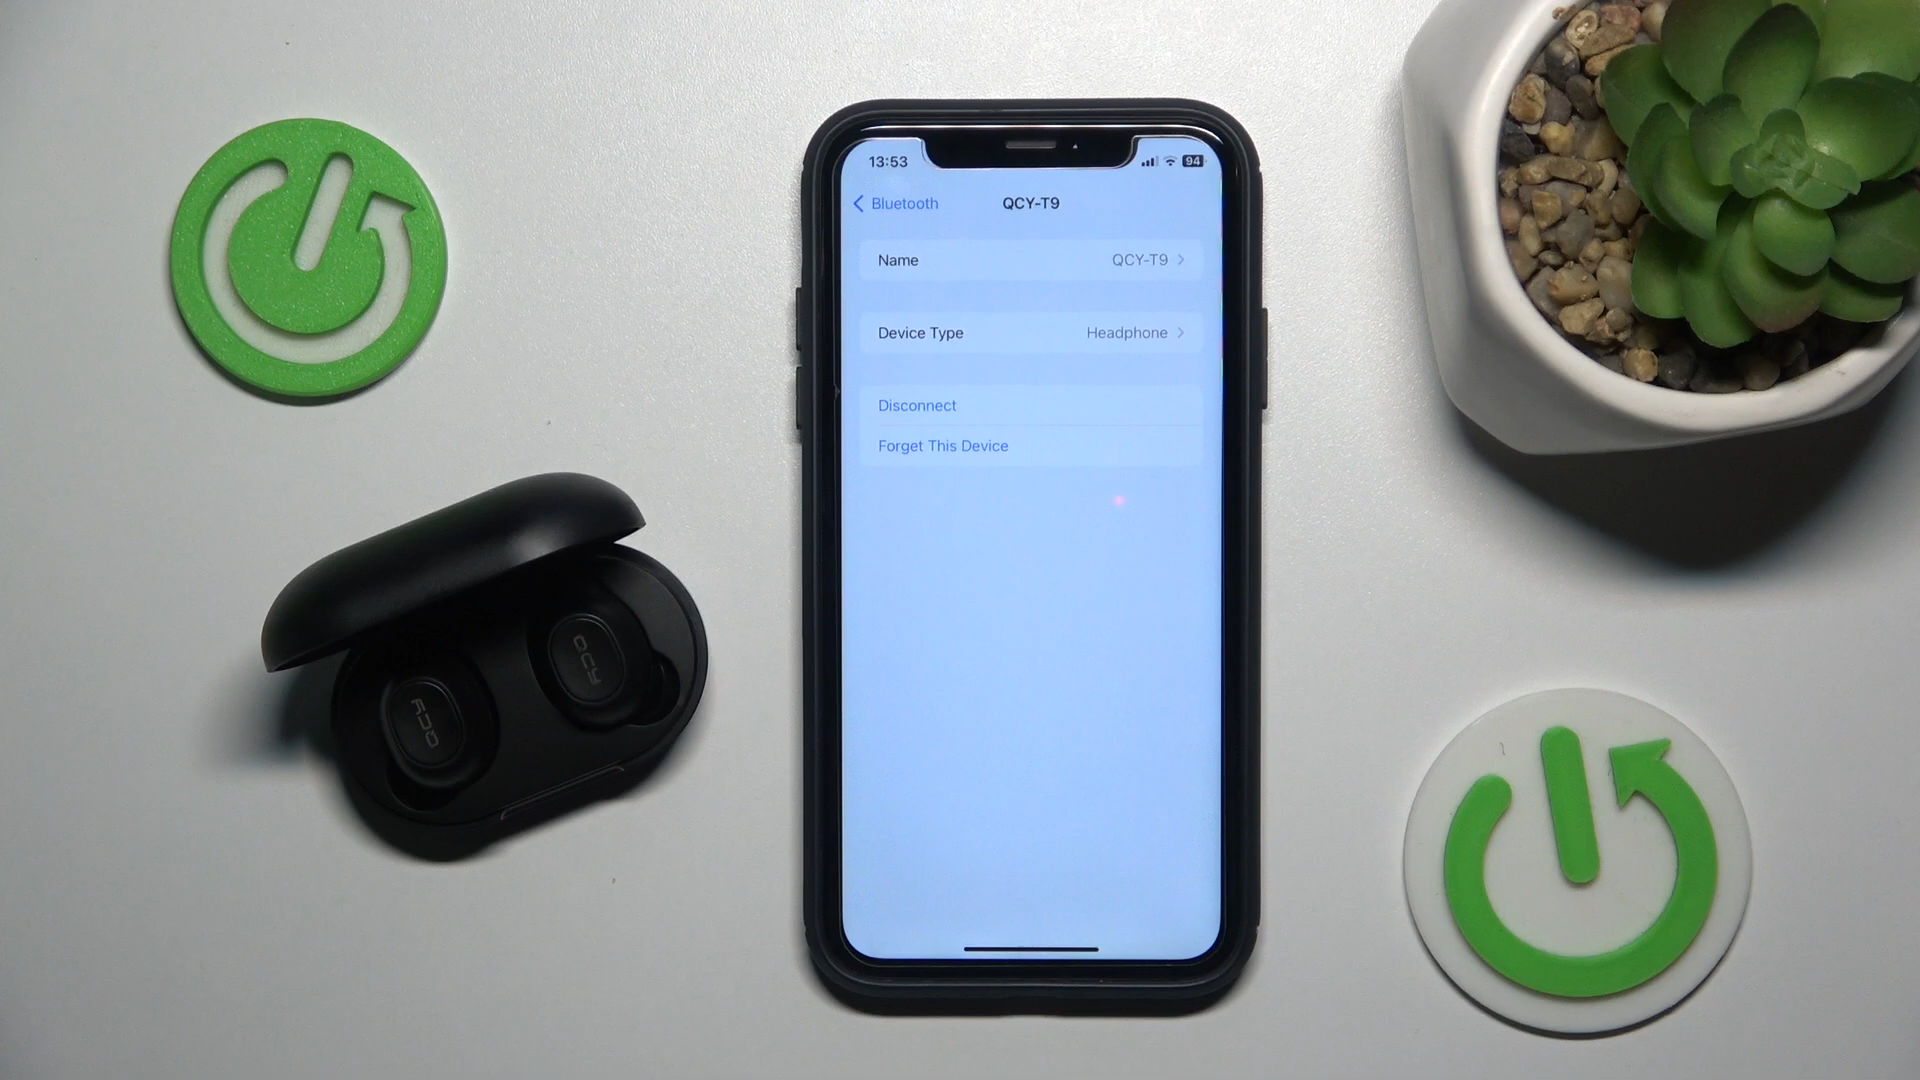 13:53
94
Bluetooth
QCY-T9
Name
QCY-T9
Device Type
Headphone
Disconnect
Forget This Device
QCY
QCY